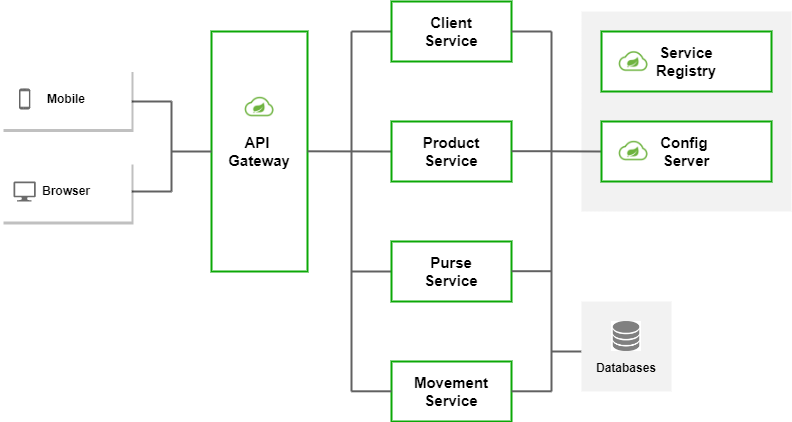 Client
Service
Service
Registry
Mobile
API
Gateway
Product
Service
Config
Server
Browser
Purse
Service
Databases
Movement
Service